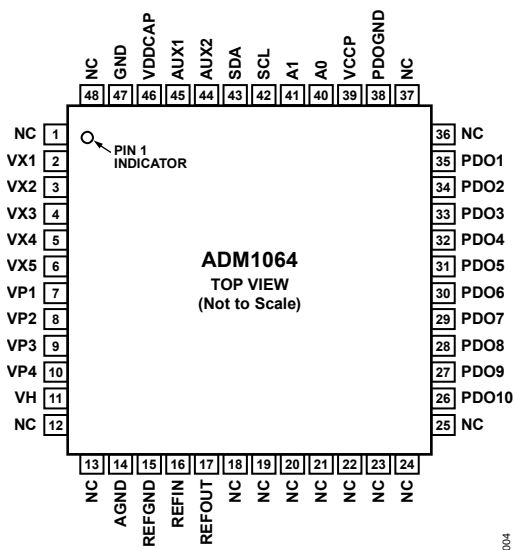 NC GND VDDCAP AUX1 AUX2 SDA SCL A1 A0 VCCP PDOGND NC
48 47 46 45 44 43 42 41 40 39 38 37
NC 1
VX1 2
VX2 3
VX3 4
VX4 5
VX5 6
VP1 7
VP2 8
VP3 9
VP4 10
VH 11
NC 12
PIN 1
INDICATOR
ADM1064
TOP VIEW
(Not to Scale)
36 NC
35 PDO1
34 PDO2
33 PDO3
32 PDO4
31 PDO5
30 PDO6
29 PDO7
28 PDO8
27 PDO9
26 PDO10
25 NC
13 14 15 16 17 18 19 20 21 22 23 24
NC AGND REFGND REFIN REFOUT NC NC NC NC NC NC NC
004